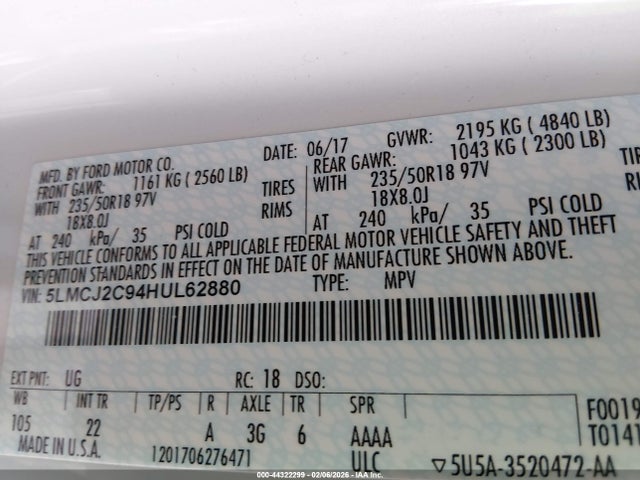 MFD. BY FORD MOTOR CO. DATE: 06/17 GVWR: 2195 KG ( 4840 LB)
FRONT GAWR: 1161 KG ( 2560 LB) REAR GAWR: 1043 KG ( 2300 LB)
WITH 235/50R18 97V TIRES WITH 235/50R18 97V TIRES
18X8.0J RIMS 18X8.0J RIMS
AT 240 kPa/ 35 PSI COLD AT 240 kPa/ 35 PSI COLD
THIS VEHICLE CONFORMS TO ALL APPLICABLE FEDERAL MOTOR VEHICLE SAFETY AND THEFT
PREVENTION STANDARDS IN EFFECT ON THE DATE OF MANUFACTURE SHOWN ABOVE.
VIN: 5LMCJ2C94HUL62880 TYPE: MPV
EXT PNT: UG RC: 18 DSO:
WB INT TR TP/PS R AXLE TR SPR
105 22 A 3G 6 AAAA F0019
T0141
MADE IN U.S.A. 1201706276471 ULC ▽5U5A-3520472-AA
000-44322299 - 02/06/2026 - IAA Inc.